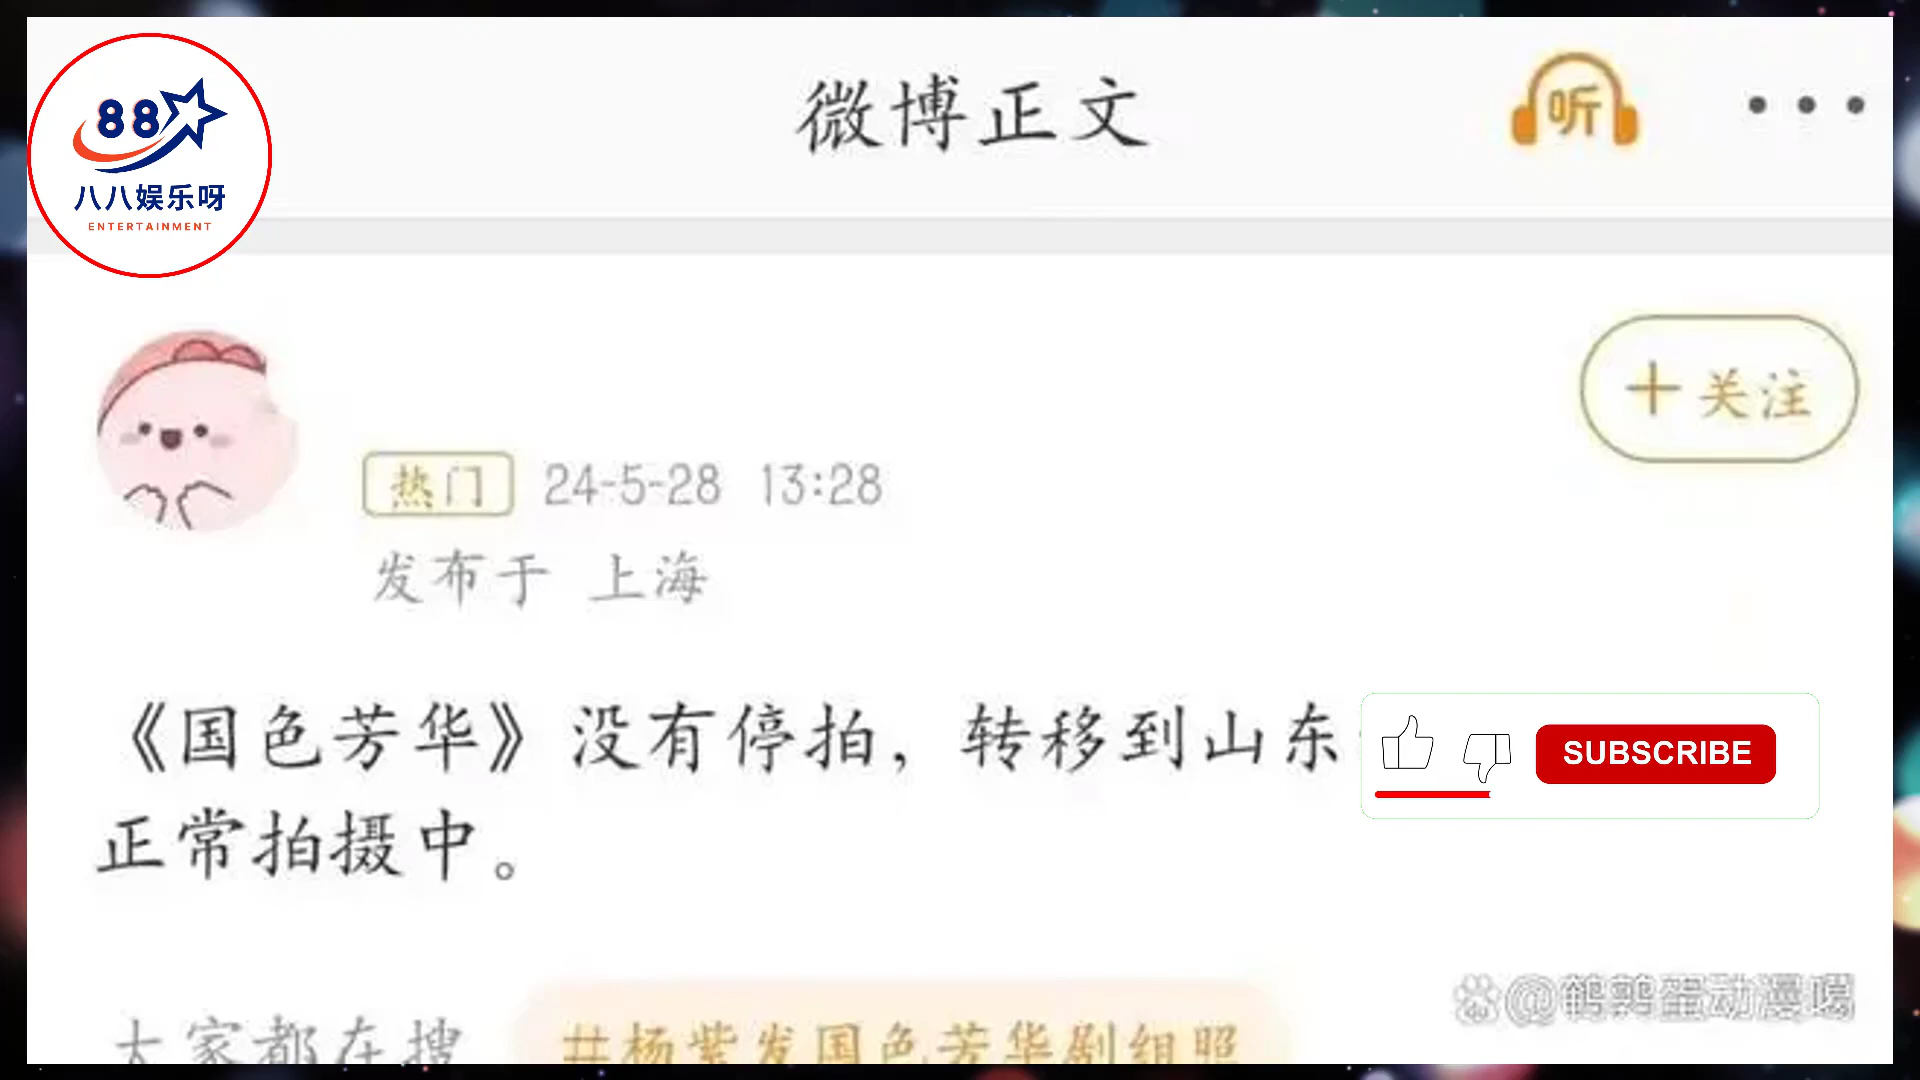 微博正文
听
88
八八娱乐呀
ENTERTAINMENT
+关注
热门 24-5-28 13:28
发布于 上海
《国色芳华》没有停拍，转移到山东
SUBSCRIBE
正常拍摄中。
@鹌鹑蛋动漫噶
大家都在搜 #杨紫发国色芳华剧组照